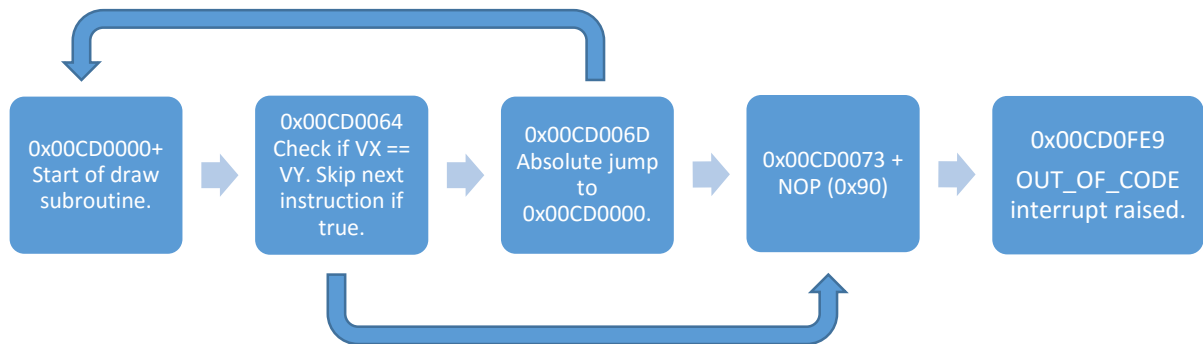 0x00CD0000+
Start of draw
subroutine.
0x00CD0064
Check if VX ==
VY. Skip next
instruction if
true.
0x00CD006D
Absolute jump
to
0x00CD0000.
0x00CD0073 +
NOP (0x90)
0x00CD0FE9
OUT_OF_CODE
interrupt raised.